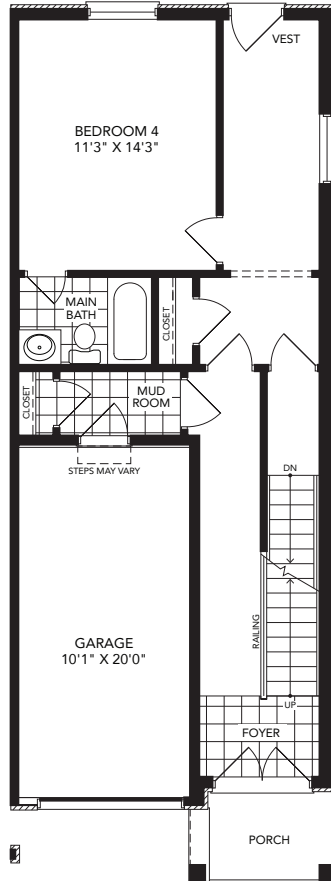 VEST
BEDROOM 4
11'3" X 14'3"
MAIN
BATH
CLOSET
CLOSET
MUD
ROOM
STEPS MAY VARY
DN
GARAGE
10'1" X 20'0"
RAILING
UP
FOYER
PORCH